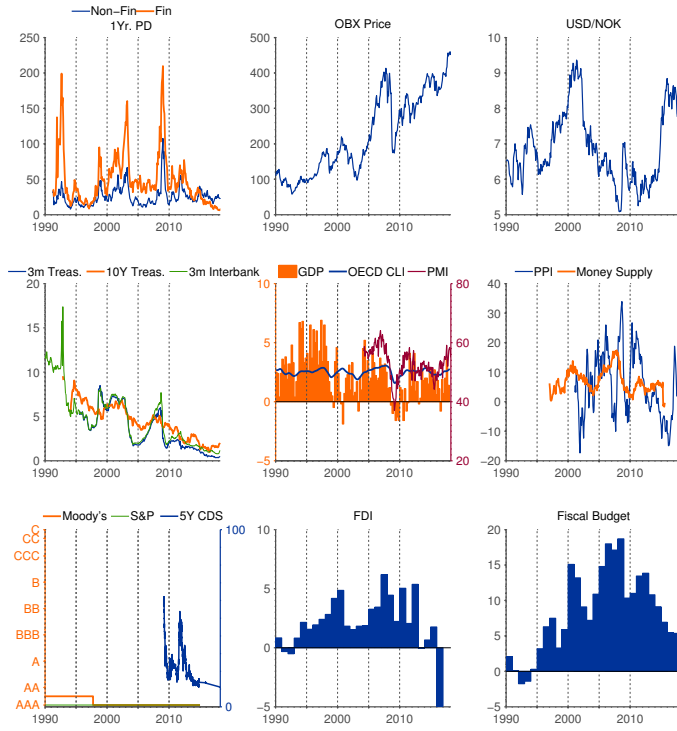 Non-Fin Fin
1Yr. PD
250
200
150
100
50
0
1990 2000 2010
OBX Price
500
400
300
200
100
0
1990 2000 2010
USD/NOK
10
9
8
7
6
5
1990 2000 2010
3m Treas. 10Y Treas. 3m Interbank
20
15
10
5
0
1990 2000 2010
GDP OECD CLI PMI
10
5
0
-5
80
60
40
20
1990 2000 2010
PPI Money Supply
40
30
20
10
0
-10
-20
1990 2000 2010
Moody's S&P 5Y CDS
C
CC
CCC
B
BB
BBB
A
AA
AAA
100
0
1990 2000 2010
FDI
10
5
0
-5
1990 2000 2010
Fiscal Budget
20
15
10
5
0
-5
1990 2000 2010